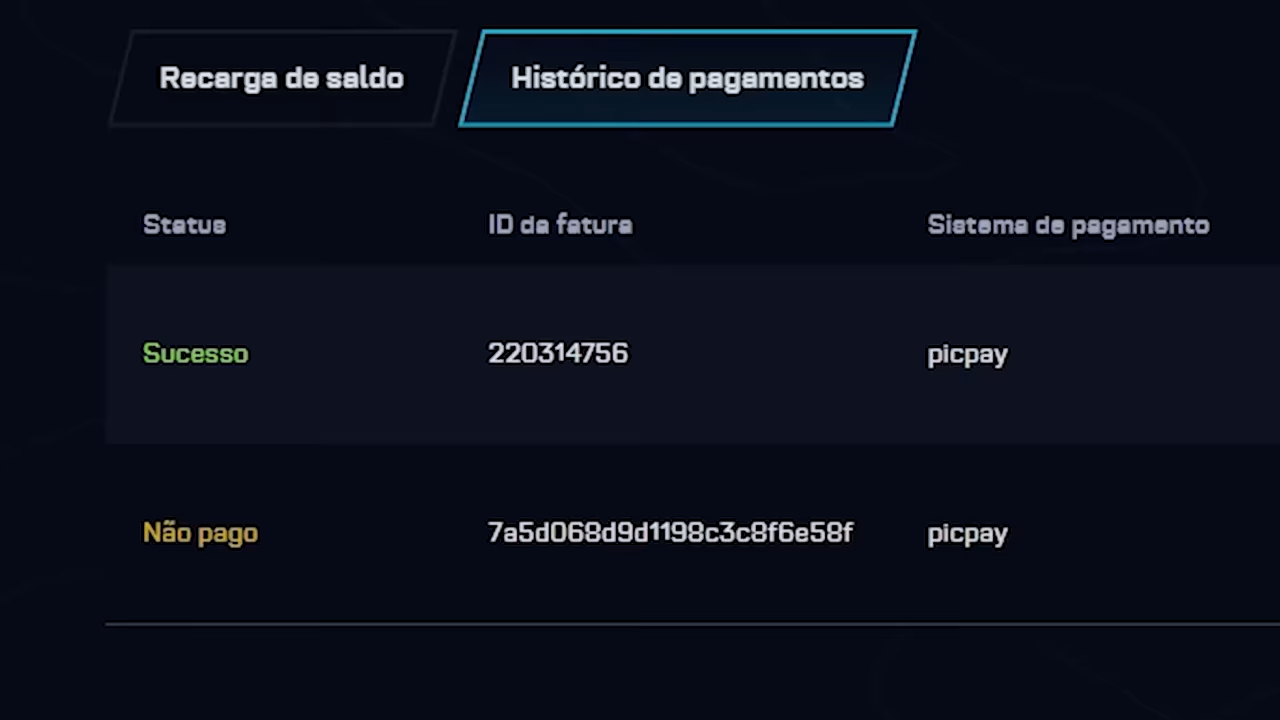 Recarga de saldo Histórico de pagamentos
Status ID da fatura Sistema de pagamento
Sucesso 220314756 picpay
Não pago 7a5d068d9d1198c3c8f6e58f picpay